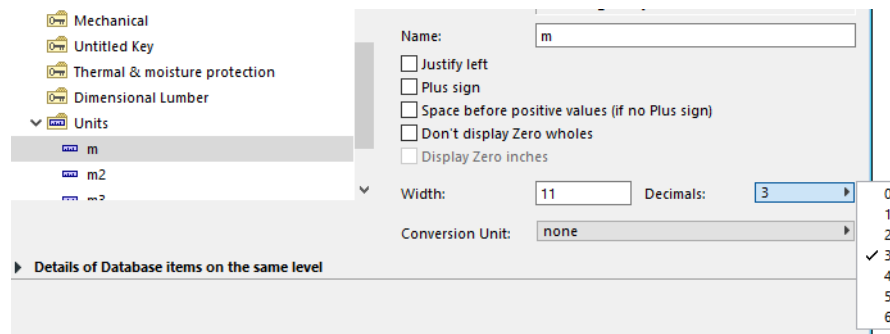 Mechanical
Untitled Key
Thermal & moisture protection
Dimensional Lumber
Units
m
m2
Name:
m
Justify left
Plus sign
Space before positive values (if no Plus sign)
Don't display Zero wholes
Display Zero inches
Width:
11
Decimals:
3
Conversion Unit:
none
0
1
2
3
4
5
6
Details of Database items on the same level